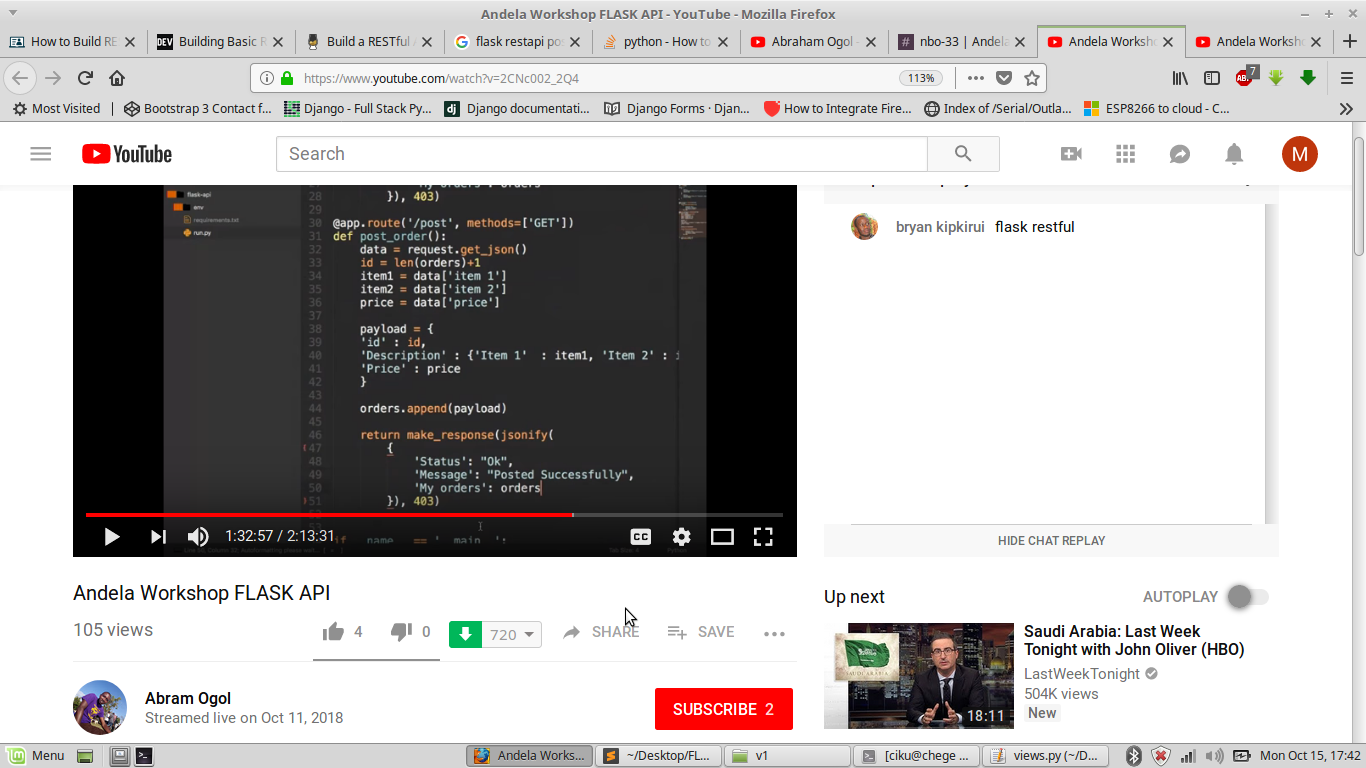 Andela Workshop FLASK API - YouTube - Mozilla Firefox
How to Build RE
Building Basic R
Build a RESTful
flask restapi po
python - How to
Abraham Ogol -
nbo-33 | Andela
Andela Worksho
Andela Worksho
https://www.youtube.com/watch?v=2CNc002_2Q4
113%
7
Most Visited
Bootstrap 3 Contact f...
Django - Full Stack Py...
Django documentati...
Django Forms · Djan...
How to Integrate Fire...
Index of /Serial/Outla...
ESP8266 to cloud - C...
YouTube
Search
M
flask-api
env
requirements.txt
run.py
28 }), 403)
29
30 @app.route('/post', methods=['GET'])
31 def post_order():
32 data = request.get_json()
33 id = len(orders)+1
34 item1 = data['item 1']
35 item2 = data['item 2']
36 price = data['price']
37
38 payload = {
39 'id' : id,
40 'Description' : {'Item 1' : item1, 'Item 2' : i
41 'Price' : price
42 }
43
44 orders.append(payload)
45
46 return make_response(jsonify(
47 {
48 'Status': "Ok",
49 'Message': "Posted Successfully",
50 'My orders': orders
51 }), 403)
1:32:57 / 2:13:31
CC
bryan kipkirui flask restful
HIDE CHAT REPLAY
Andela Workshop FLASK API
105 views
4
0
720
SHARE
SAVE
Abram Ogol
Streamed live on Oct 11, 2018
SUBSCRIBE 2
Up next
AUTOPLAY
Saudi Arabia: Last Week
Tonight with John Oliver (HBO)
LastWeekTonight
504K views
New
18:11
Menu
Andela Works...
~/Desktop/FL...
v1
[ciku@chege ...
views.py (~/D...
Mon Oct 15, 17:42